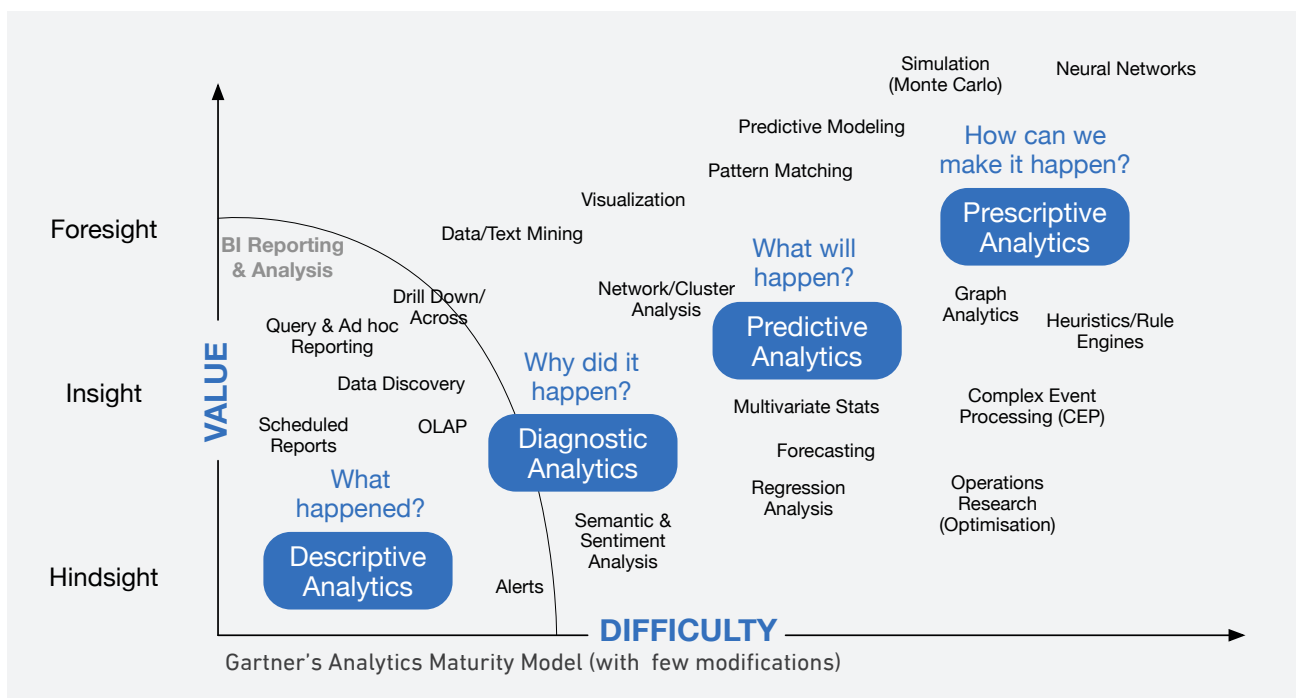 Simulation
(Monte Carlo)
Neural Networks
Predictive Modeling
How can we
make it happen?
Pattern Matching
Visualization
Prescriptive
Analytics
Foresight
BI Reporting
& Analysis
Data/Text Mining
What will
happen?
Drill Down/
Across
Network/Cluster
Analysis
Graph
Analytics
Query & Ad hoc
Reporting
Predictive
Analytics
Heuristics/Rule
Engines
VALUE
Insight
Why did it
happen?
Data Discovery
Multivariate Stats
Complex Event
Processing (CEP)
Scheduled
Reports
OLAP
Diagnostic
Analytics
Forecasting
What
happened?
Regression
Analysis
Operations
Research
(Optimisation)
Semantic &
Sentiment
Analysis
Hindsight
Descriptive
Analytics
Alerts
DIFFICULTY
Gartner's Analytics Maturity Model (with few modifications)